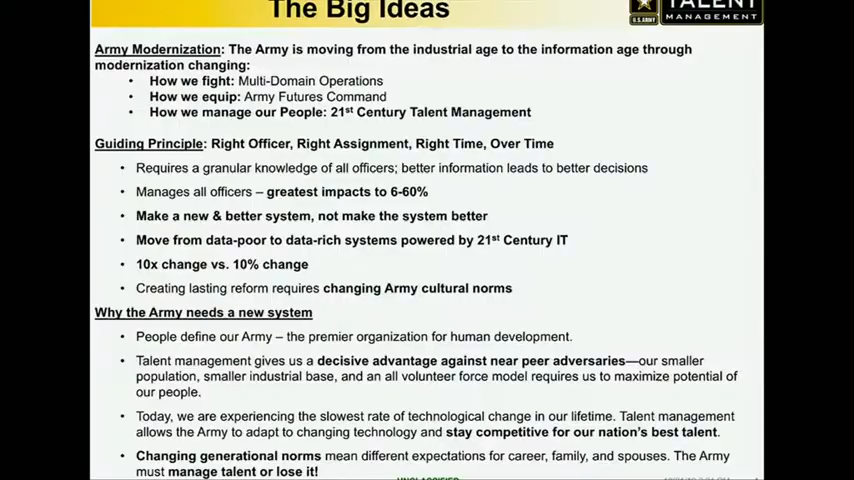 The Big Ideas
U.S. ARMY
TALENT
MANAGEMENT
Army Modernization: The Army is moving from the industrial age to the information age through
modernization changing:
• How we fight: Multi-Domain Operations
• How we equip: Army Futures Command
• How we manage our People: 21st Century Talent Management
Guiding Principle: Right Officer, Right Assignment, Right Time, Over Time
• Requires a granular knowledge of all officers; better information leads to better decisions
• Manages all officers – greatest impacts to 6-60%
• Make a new & better system, not make the system better
• Move from data-poor to data-rich systems powered by 21st Century IT
• 10x change vs. 10% change
• Creating lasting reform requires changing Army cultural norms
Why the Army needs a new system
• People define our Army – the premier organization for human development.
• Talent management gives us a decisive advantage against near peer adversaries—our smaller
population, smaller industrial base, and an all volunteer force model requires us to maximize potential of
our people.
• Today, we are experiencing the slowest rate of technological change in our lifetime. Talent management
allows the Army to adapt to changing technology and stay competitive for our nation's best talent.
• Changing generational norms mean different expectations for career, family, and spouses. The Army
must manage talent or lose it!
UNCLASSIFIED